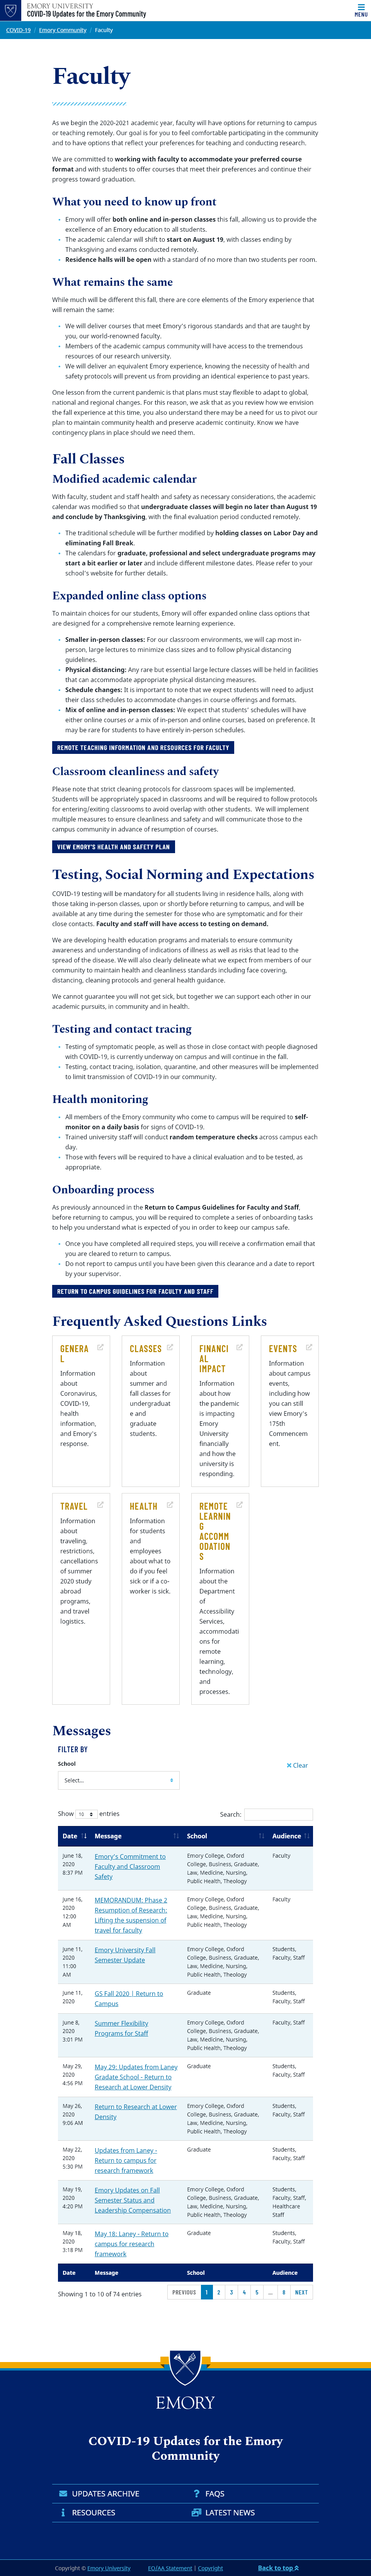 EMORY UNIVERSITY
COVID-19 Updates for the Emory Community
MENU
COVID-19 / Emory Community / Faculty
Faculty
As we begin the 2020-2021 academic year, faculty will have options for returning to campus
to teaching remotely. Our goal is for you to feel comfortable participating in the community
and to have options that reflect your preferences for teaching and conducting research.
We are committed to working with faculty to accommodate your preferred course
format and with students to offer courses that meet their preferences and continue their
progress toward graduation.
What you need to know up front
Emory will offer both online and in-person classes this fall, allowing us to provide the
excellence of an Emory education to all students.
The academic calendar will shift to start on August 19, with classes ending by
Thanksgiving and exams conducted remotely.
Residence halls will be open with a standard of no more than two students per room.
What remains the same
While much will be different this fall, there are core elements of the Emory experience that
will remain the same:
We will deliver courses that meet Emory's rigorous standards and that are taught by
you, our world-renowned faculty.
Members of the academic campus community will have access to the tremendous
resources of our research university.
We will deliver an equivalent Emory experience, knowing the necessity of health and
safety protocols will prevent us from providing an identical experience to past years.
One lesson from the current pandemic is that plans must stay flexible to adapt to global,
national and regional changes. For this reason, we ask that as you review how we envision
the fall experience at this time, you also understand there may be a need for us to pivot our
plan to maintain community health and preserve academic continuity. Know we have
contingency plans in progress should we need them.
Fall Classes
Modified academic calendar
With faculty, student and staff health and safety as necessary considerations, the academic
calendar was modified so that undergraduate classes will begin no later than August 19
and conclude by Thanksgiving, with the final evaluation period conducted remotely.
The traditional schedule will be further modified by holding classes on Labor Day and
eliminating Fall Break.
The calendars for graduate, professional and select undergraduate programs may
start a bit earlier or later and include different milestone dates. Please refer to your
school's website for further details.
Expanded online class options
To maintain choices for our students, Emory will offer expanded online class options that
are designed for a comprehensive remote learning experience.
Smaller in-person classes: For our classroom environments, we will cap most in-
person, large lectures to minimize class sizes and to follow physical distancing
guidelines.
Physical distancing: Any rare but essential large lecture classes will be held in facilities
that can accommodate appropriate physical distancing measures.
Schedule changes: It is important to note that we expect students will need to adjust
their class schedules to accommodate changes in course offerings and formats.
Mix of online and in-person classes: We expect that students' schedules will have
either online courses only or a mix of in-person and online courses, based on preference. It
may be rare for many students to have entirely in-person schedules.
REMOTE TEACHING INFORMATION AND RESOURCES FOR FACULTY
Classroom cleanliness and safety
Please note that strict cleaning protocols for classroom spaces will be implemented.
Students will be appropriately spaced in classrooms and will be required to follow protocols
for entering/exiting classrooms to avoid overlap with other students. We will implement
multiple measures to ensure cleanliness and safety and will communicate those to the
campus community in advance of resumption of courses.
VIEW EMORY'S HEALTH AND SAFETY PLAN
Testing, Social Norming and Expectations
COVID-19 testing will be mandatory for all students living in residence halls, along with
those taking in-person classes, upon or shortly before returning to campus, and will be
available at any time during the semester for those who are symptomatic and for their
close contacts. Faculty and staff will have access to testing on demand.
We are developing health education programs and materials to ensure community
awareness and understanding of indications of illness as well as risks that lead to the
spread of the virus. Social norming will clearly delineate what we expect from members of
our community to maintain health and cleanliness standards including face coverings,
distancing, cleaning protocols and general health guidance.
We cannot guarantee you will not get sick, but together we can support each other in our
academic pursuits, in community and in health.
Testing and contact tracing
Testing of symptomatic people, as well as those in close contact with people diagnosed
with COVID-19, is currently underway on campus and will continue in the fall.
Testing, contact tracing, isolation, quarantine, and other measures will be implemented
to limit transmission of COVID-19 in our community.
Health monitoring
All members of the Emory community who come to campus will be required to self-
monitor on a daily basis for signs of COVID-19.
Trained university staff will conduct random temperature checks across campus each
day.
Those with fevers will be required to have a clinical evaluation and to be tested, as
appropriate.
Onboarding process
As previously announced in the Return to Campus Guidelines for Faculty and Staff,
before returning to campus, you will be required to complete a series of onboarding tasks
to help you understand what is expected of you in order to keep our campus safe.
Once you have completed all required steps, you will receive a confirmation email that
you are cleared to return to campus.
Do not report to campus until you have been given this clearance and a date to report
by your supervisor.
RETURN TO CAMPUS GUIDELINES FOR FACULTY AND STAFF
Frequently Asked Questions Links
GENERA
L
Information
about
Coronavirus,
COVID-19,
health
information,
and Emory's
response.
CLASSES
Information
about
summer and
fall classes for
undergraduat
e and
graduate
students.
FINANCI
AL
IMPACT
Information
about how
the pandemic
is impacting
Emory
University
financially
and how the
university is
responding.
EVENTS
Information
about campus
events,
including how
you can still
view Emory's
175th
Commencem
ent.
TRAVEL
Information
about
traveling,
restrictions,
cancellations
of summer
2020 study
abroad
programs,
and travel
logistics.
HEALTH
Information
for students
and
employees
about what to
do if you feel
sick or if a co-
worker is sick.
REMOTE
LEARNIN
G
ACCOMM
ODATION
S
Information
about the
Department
of
Accessibility
Services,
accommodati
ons for
remote
learning,
technology,
and
processes.
Messages
FILTER BY
School
Clear
Select...
Show 10 entries
Search:
Date Message School Audience
June 18,
2020
8:37 PM
Emory's Commitment to
Faculty and Classroom
Safety
Emory College, Oxford
College, Business, Graduate,
Law, Medicine, Nursing,
Public Health, Theology
Faculty
June 16,
2020
12:00
AM
MEMORANDUM: Phase 2
Resumption of Research;
Lifting the suspension of
travel for faculty
Emory College, Oxford
College, Business, Graduate,
Law, Medicine, Nursing,
Public Health, Theology
Faculty
June 11,
2020
11:00
AM
Emory University Fall
Semester Update
Emory College, Oxford
College, Business, Graduate,
Law, Medicine, Nursing,
Public Health, Theology
Students,
Faculty, Staff
June 11,
2020
GS Fall 2020 | Return to
Campus
Graduate
Students,
Faculty, Staff
June 8,
2020
3:01 PM
Summer Flexibility
Programs for Staff
Emory College, Oxford
College, Business, Graduate,
Law, Medicine, Nursing,
Public Health, Theology
Faculty, Staff
May 29,
2020
4:56 PM
May 29: Updates from Laney
Gradate School - Return to
Research at Lower Density
Graduate
Students,
Faculty, Staff
May 26,
2020
9:06 AM
Return to Research at Lower
Density
Emory College, Oxford
College, Business, Graduate,
Law, Medicine, Nursing,
Public Health, Theology
Students,
Faculty, Staff
May 22,
2020
5:30 PM
Updates from Laney -
Return to campus for
research framework
Graduate
Students,
Faculty, Staff
May 19,
2020
4:20 PM
Emory Updates on Fall
Semester Status and
Leadership Compensation
Emory College, Oxford
College, Business, Graduate,
Law, Medicine, Nursing,
Public Health, Theology
Students,
Faculty, Staff,
Healthcare
Staff
May 18,
2020
3:18 PM
May 18: Laney - Return to
campus for research
framework
Graduate
Students,
Faculty, Staff
Date Message School Audience
Showing 1 to 10 of 74 entries
PREVIOUS 1 2 3 4 5 … 8 NEXT
EMORY
COVID-19 Updates for the Emory
Community
UPDATES ARCHIVE
FAQS
RESOURCES
LATEST NEWS
Copyright © Emory University
EO/AA Statement | Copyright
Back to top